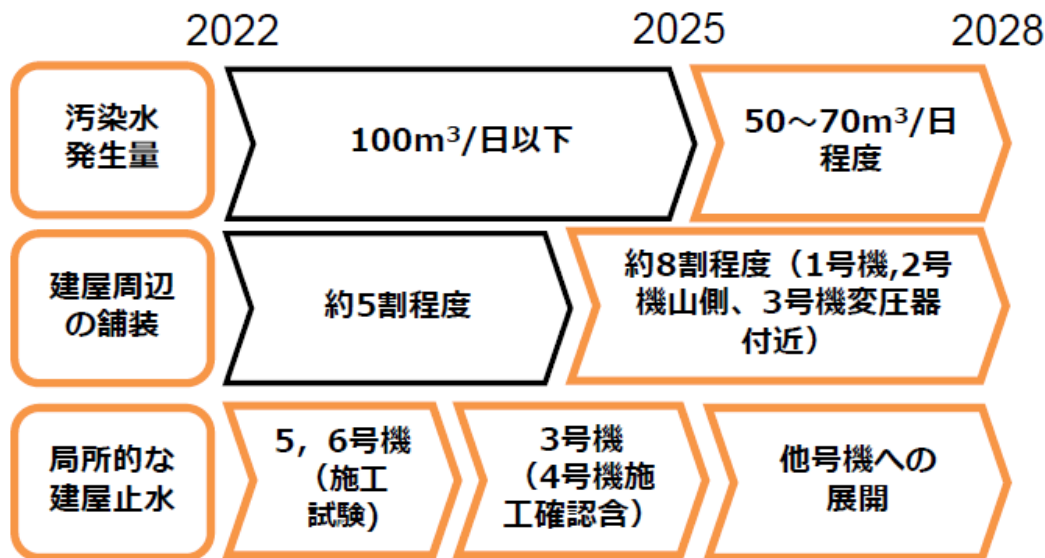 2022
2025
2028
汚染水
発生量
100m³/日以下
50～70m³/日
程度
建屋周辺
の舗装
約5割程度
約8割程度（1号機,2号
機山側、3号機変圧器
付近）
局所的な
建屋止水
5，6号機
（施工
試験)
3号機
（4号機施
工確認含）
他号機への
展開